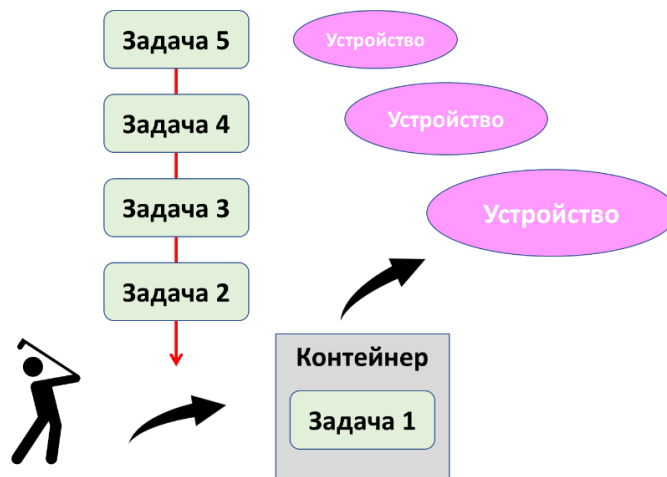 Задача 5
Устройство
Задача 4
Устройство
Задача 3
Устройство
Задача 2
Контейнер
Задача 1